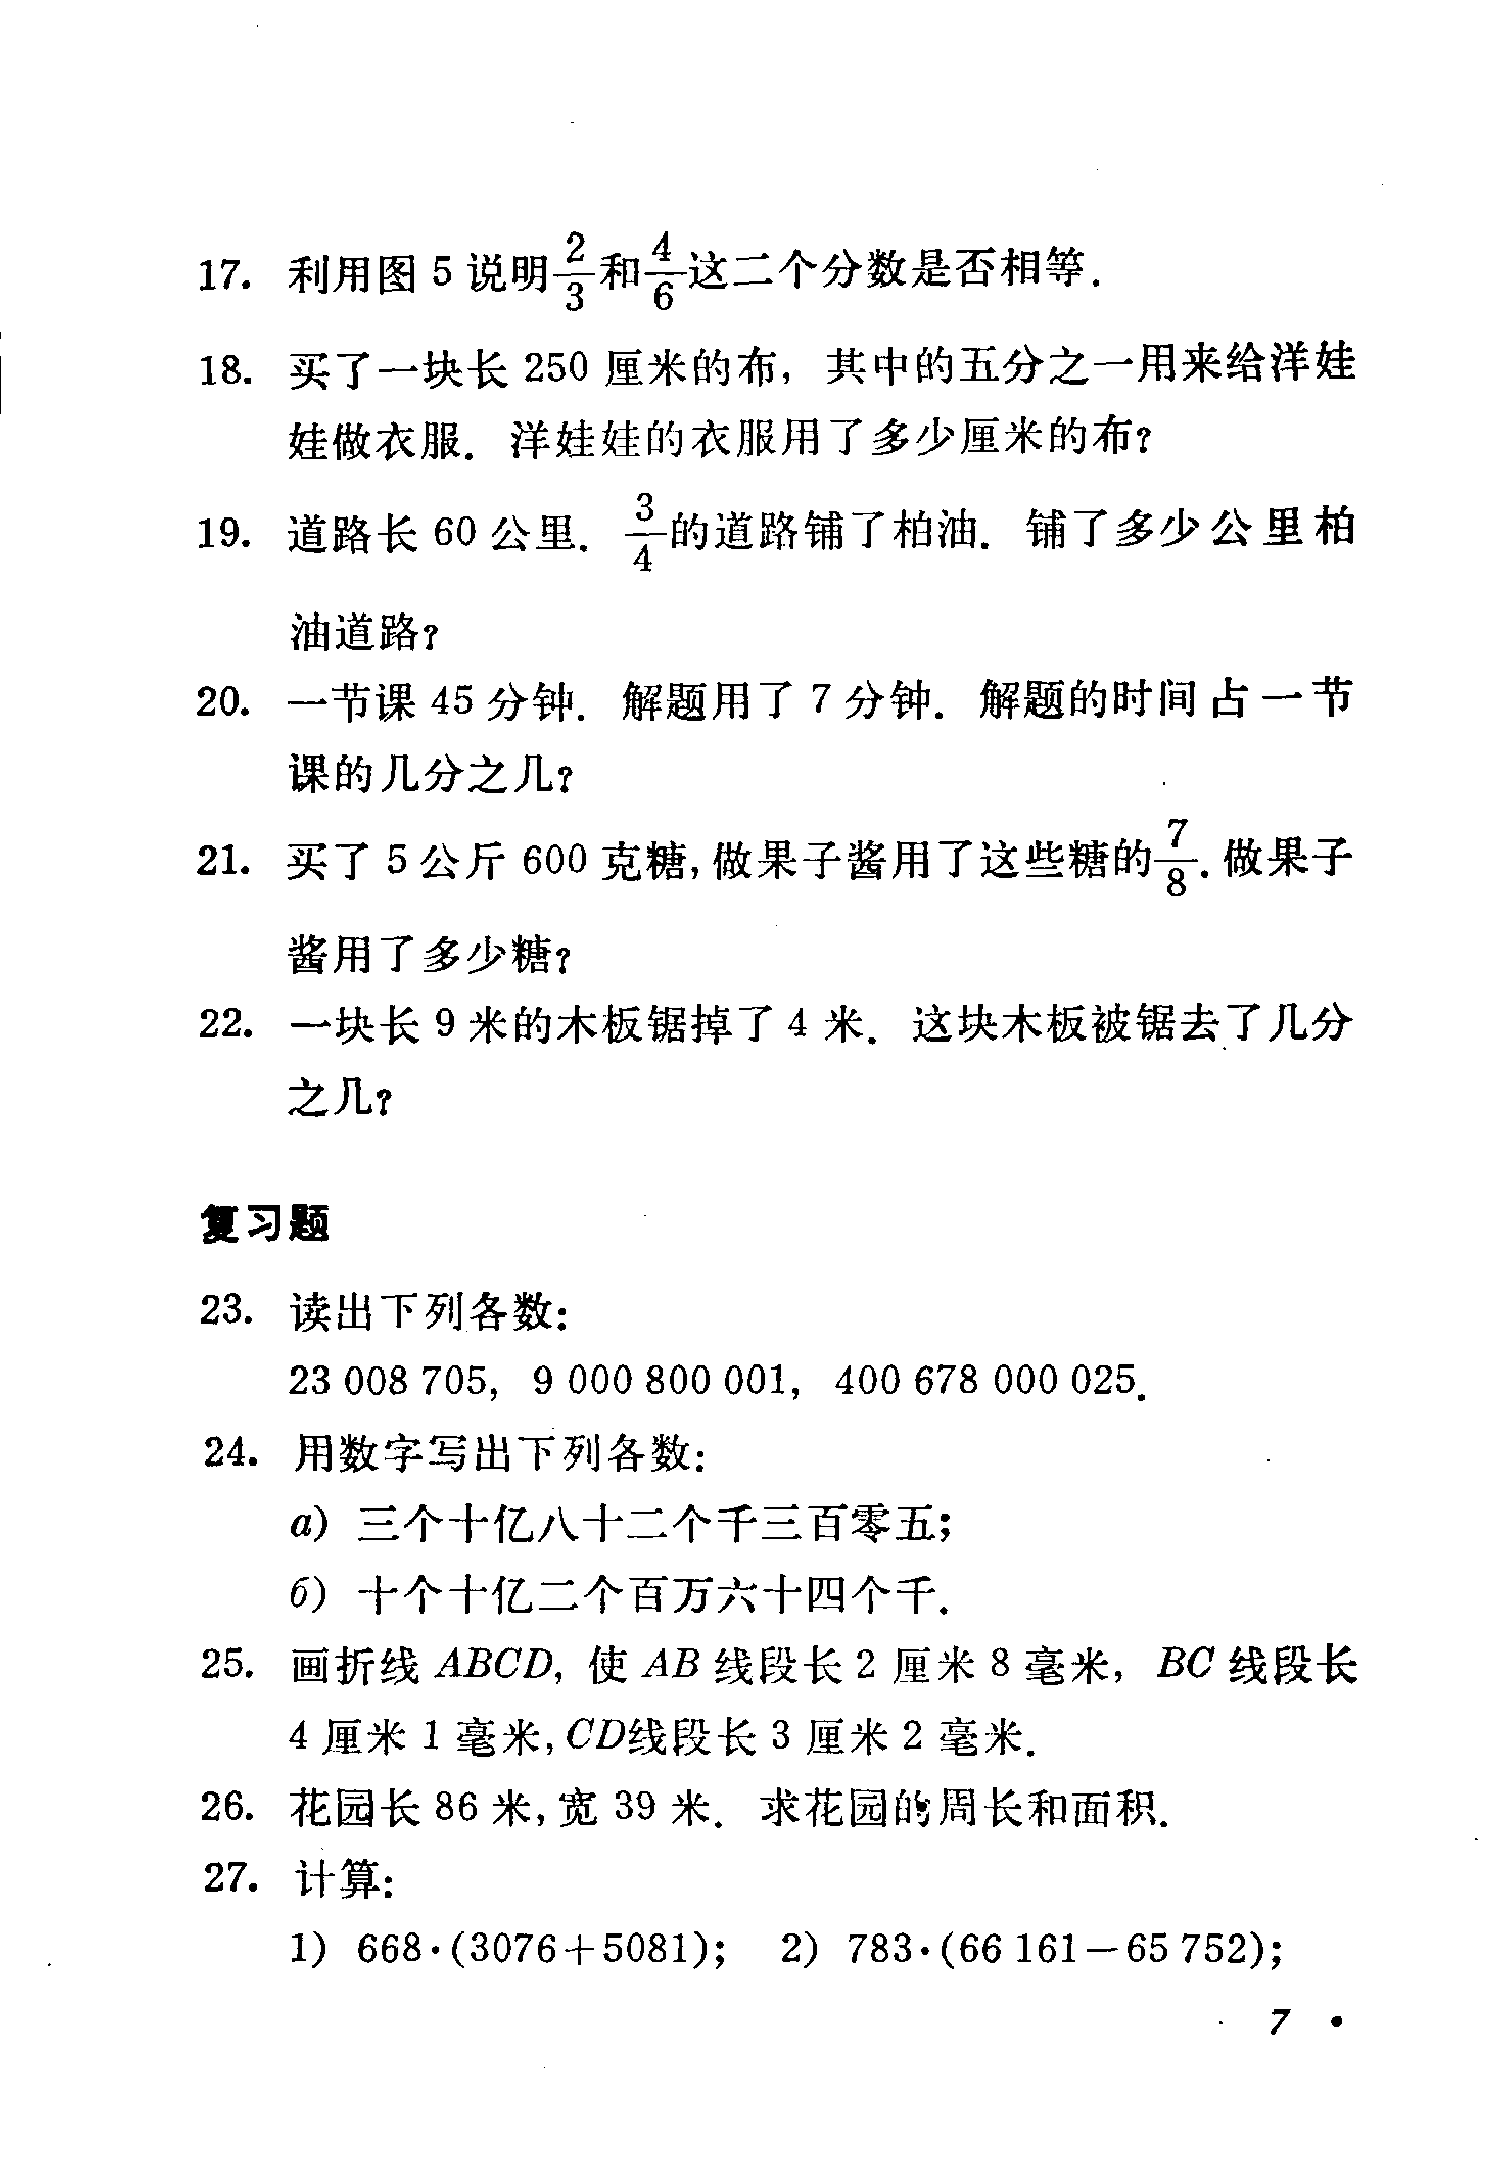 17. 利用图 5 说明2/3和4/6这二个分数是否相等.
18. 买了一块长 250 厘米的布, 其中的五分之一用来给洋娃
娃做衣服. 洋娃娃的衣服用了多少厘米的布?
19. 道路长 60 公里. 3/4的道路铺了柏油. 铺了多少公里柏
油道路?
20. 一节课 45 分钟. 解题用了 7 分钟. 解题的时间占一节
课的几分之几?
21. 买了 5 公斤 600 克糖, 做果子酱用了这些糖的7/8. 做果子
酱用了多少糖?
22. 一块长 9 米的木板锯掉了 4 米. 这块木板被锯去了几分
之几?
复习题
23. 读出下列各数:
23 008 705, 9 000 800 001, 400 678 000 025.
24. 用数字写出下列各数:
а) 三个十亿八十二个千三百零五;
б) 十个十亿二个百万六十四个千.
25. 画折线 ABCD, 使 AB 线段长 2 厘米 8 毫米, BC 线段长
4 厘米 1 毫米, CD线段长 3 厘米 2 毫米.
26. 花园长 86 米, 宽 39 米. 求花园的周长和面积.
27. 计算:
1) 668·(3076+5081); 2) 783·(66 161−65 752);
7 •